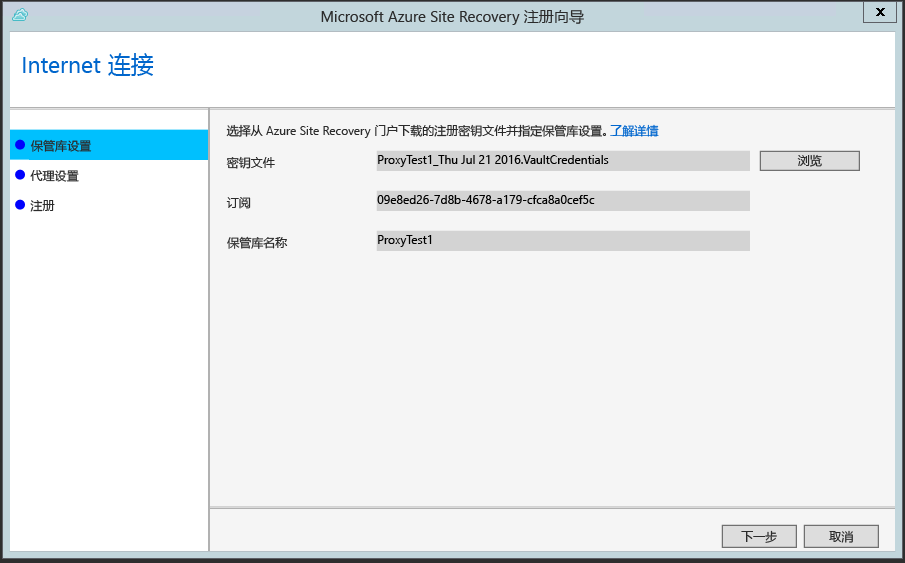 Microsoft Azure Site Recovery 注册向导
X
Internet 连接
保管库设置
代理设置
注册
选择从 Azure Site Recovery 门户下载的注册密钥文件并指定保管库设置。了解详情
密钥文件
ProxyTest1_Thu Jul 21 2016.VaultCredentials
浏览
订阅
09e8ed26-7d8b-4678-a179-cfca8a0cef5c
保管库名称
ProxyTest1
下一步
取消